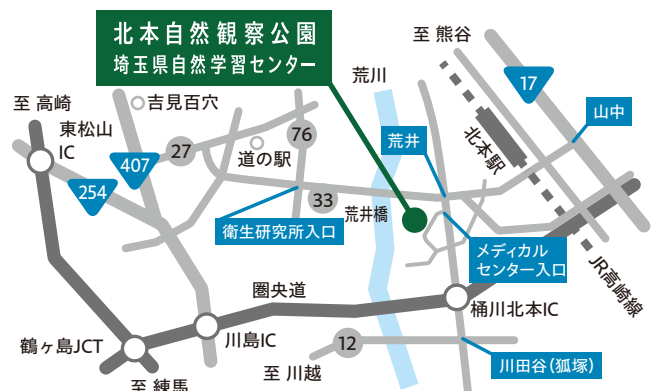 北本自然観察公園
埼玉県自然学習センター
至 熊谷
荒川
17
至 高崎
吉見百穴
山中
東松山
IC
76
荒井
北本駅
27
道の駅
407
254
33
荒井橋
衛生研究所入口
メディカル
センター入口
JR高崎線
圏央道
桶川北本IC
鶴ヶ島JCT
川島IC
12
川田谷(狐塚)
至 川越
至 練馬